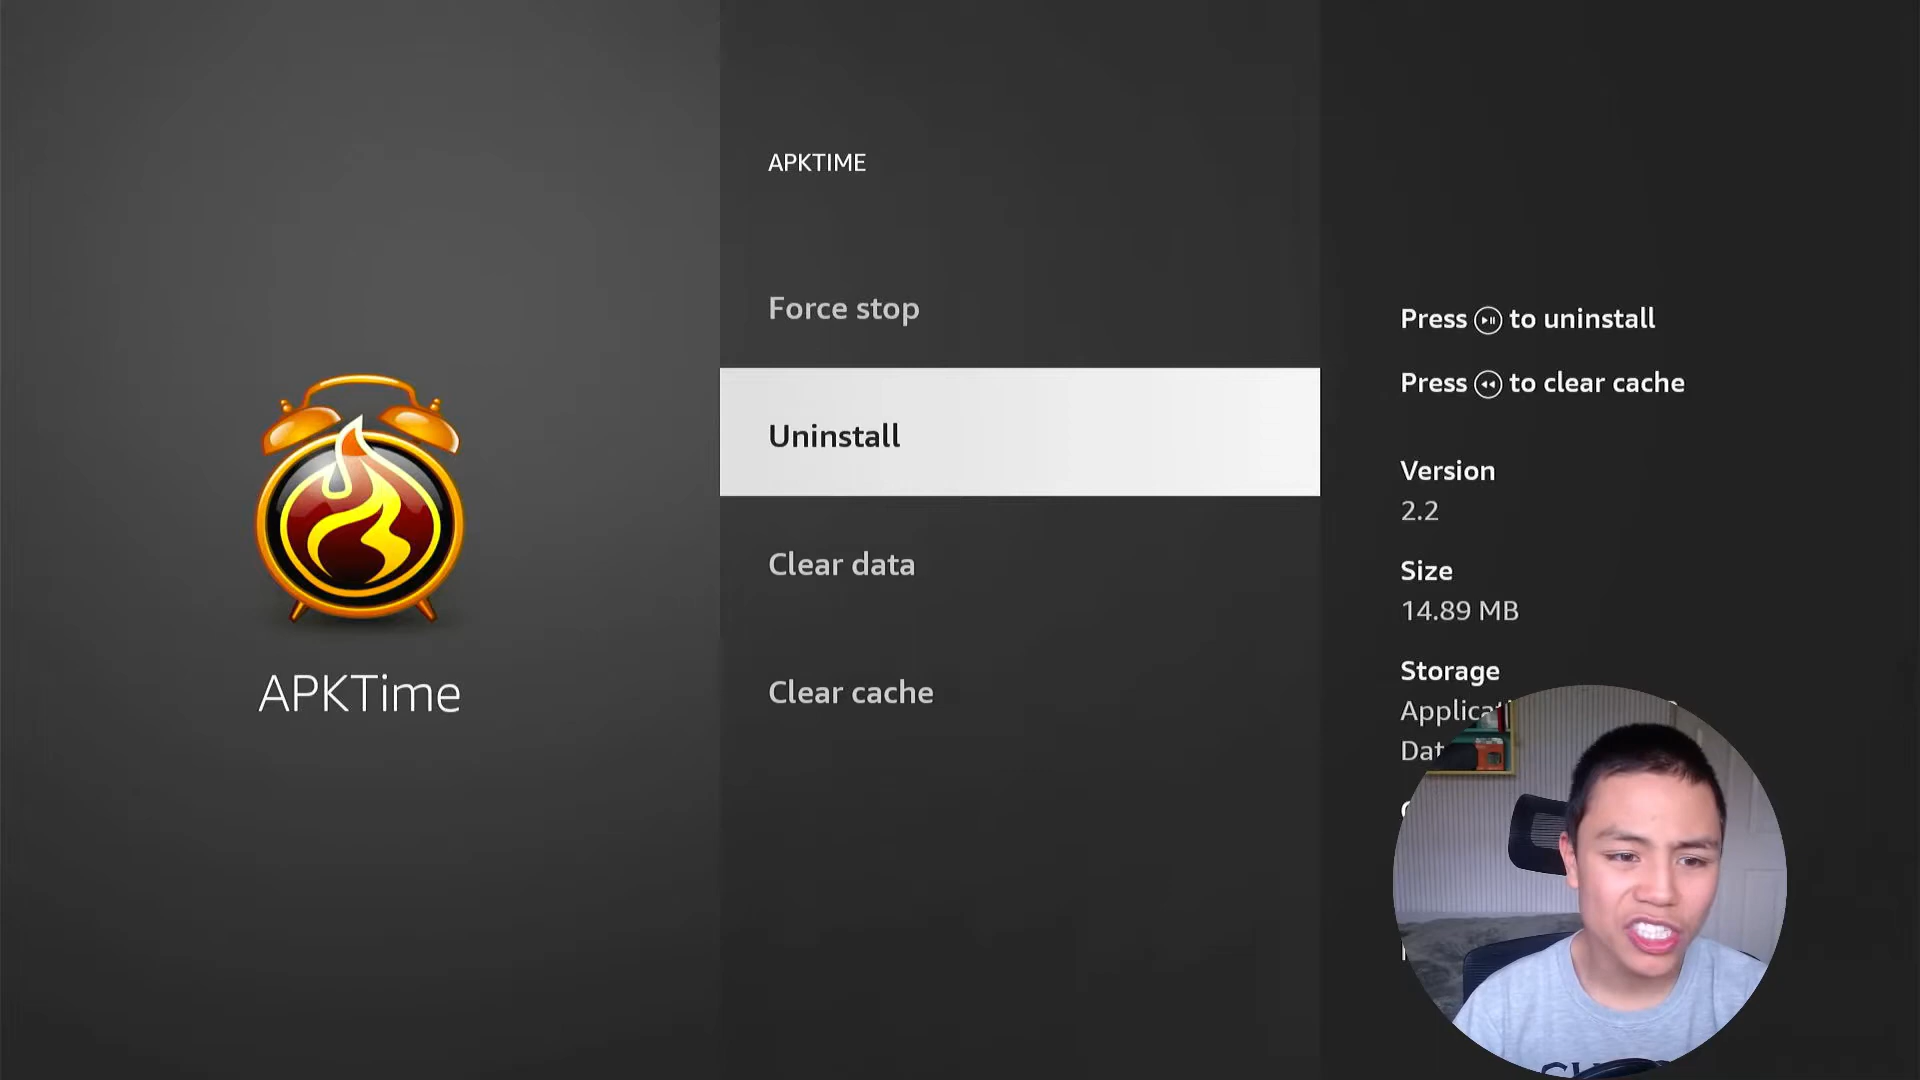 APKTIME
Force stop
Uninstall
Clear data
Clear cache
APKTime
Press to uninstall
Press to clear cache
Version
2.2
Size
14.89 MB
Storage